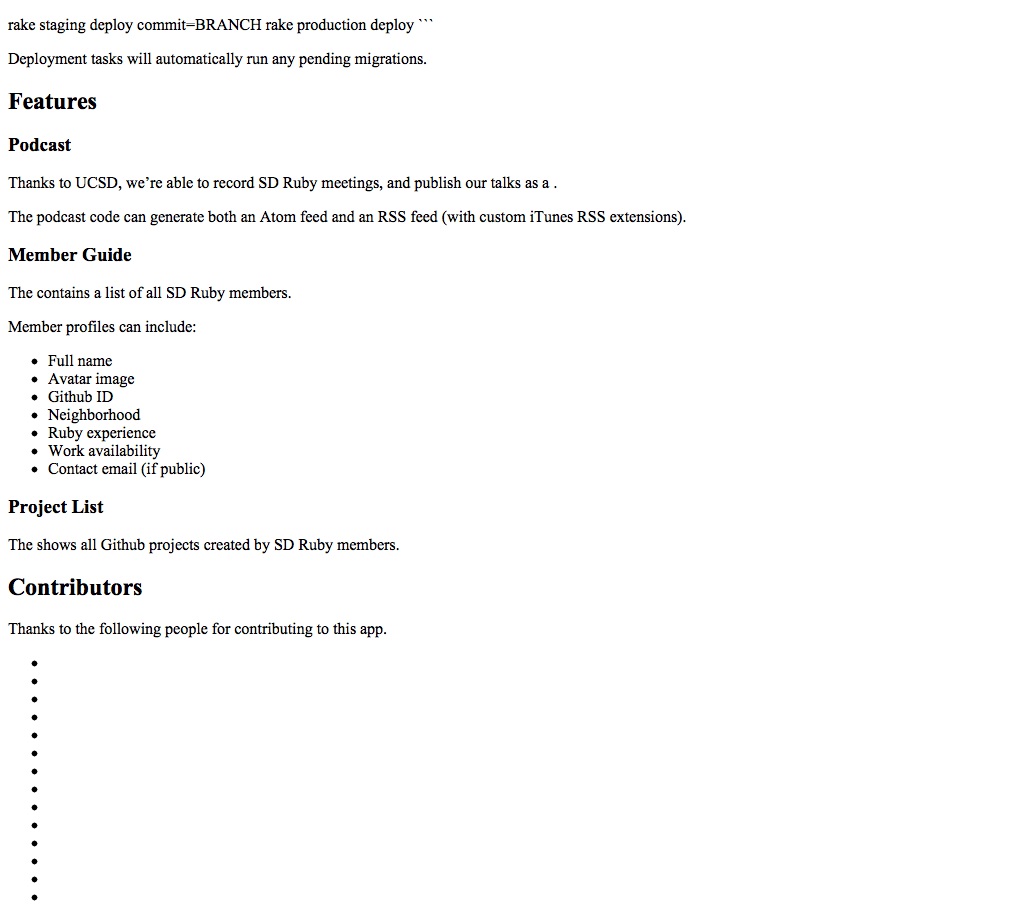 rake staging deploy commit=BRANCH rake production deploy ```
Deployment tasks will automatically run any pending migrations.
Features
Podcast
Thanks to UCSD, we’re able to record SD Ruby meetings, and publish our talks as a .
The podcast code can generate both an Atom feed and an RSS feed (with custom iTunes RSS extensions).
Member Guide
The contains a list of all SD Ruby members.
Member profiles can include:
• Full name
• Avatar image
• Github ID
• Neighborhood
• Ruby experience
• Work availability
• Contact email (if public)
Project List
The shows all Github projects created by SD Ruby members.
Contributors
Thanks to the following people for contributing to this app.
•
•
•
•
•
•
•
•
•
•
•
•
•
•